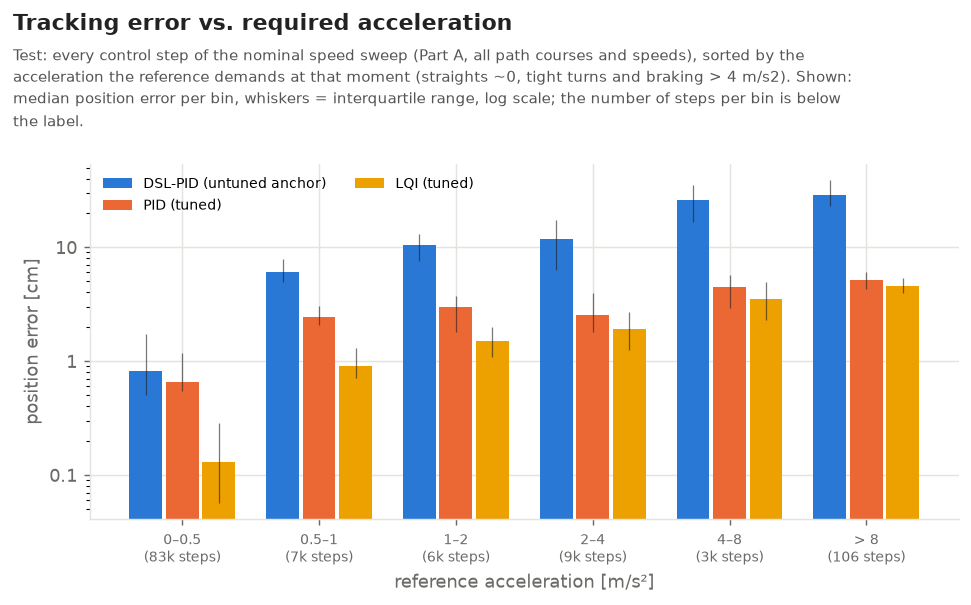 Tracking error vs. required acceleration
Test: every control step of the nominal speed sweep (Part A, all path courses and speeds), sorted by the
acceleration the reference demands at that moment (straights ~0, tight turns and braking > 4 m/s2). Shown:
median position error per bin, whiskers = interquartile range, log scale; the number of steps per bin is below
the label.
DSL-PID (untuned anchor)
LQI (tuned)
PID (tuned)
position error [cm]
10
1
0.1
0–0.5
(83k steps)
0.5–1
(7k steps)
1–2
(6k steps)
2–4
(9k steps)
4–8
(3k steps)
> 8
(106 steps)
reference acceleration [m/s²]